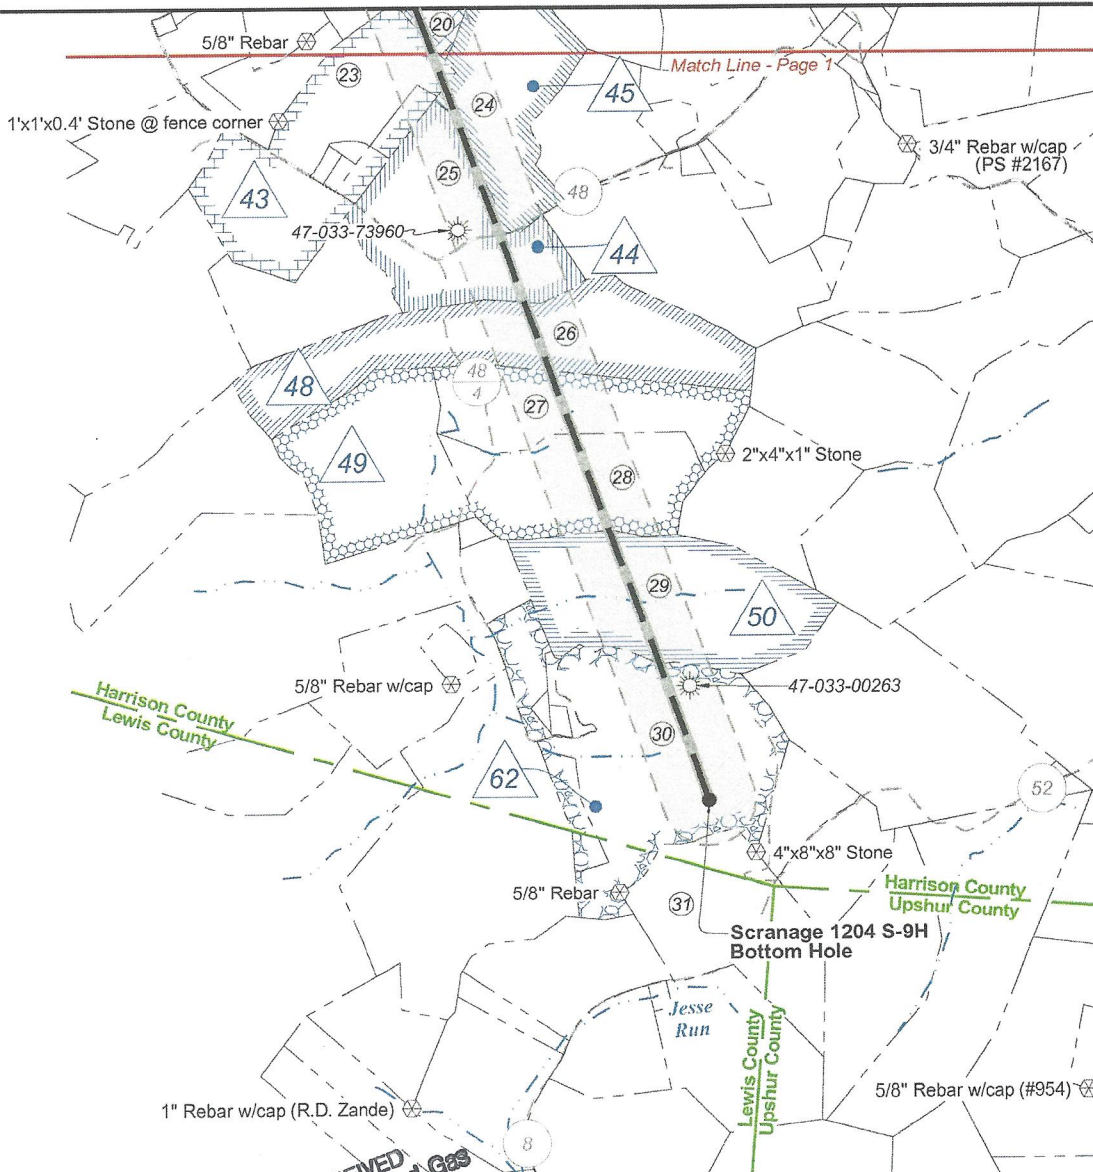 20
5/8" Rebar
23
Match Line - Page 1
24
45
1'x1'x0.4' Stone @ fence corner
3/4" Rebar w/cap
(PS #2167)
25
43
48
47-033-73960
44
26
48
48
4
27
49
2"x4"x1" Stone
28
29
50
5/8" Rebar w/cap
47-033-00263
Harrison County
Lewis County
30
62
52
4"x8"x8" Stone
5/8" Rebar
31
Harrison County
Upshur County
Scranage 1204 S-9H
Bottom Hole
Jesse
Run
Lewis County
Upshur County
5/8" Rebar w/cap (#954)
1" Rebar w/cap (R.D. Zande)
8
Gas